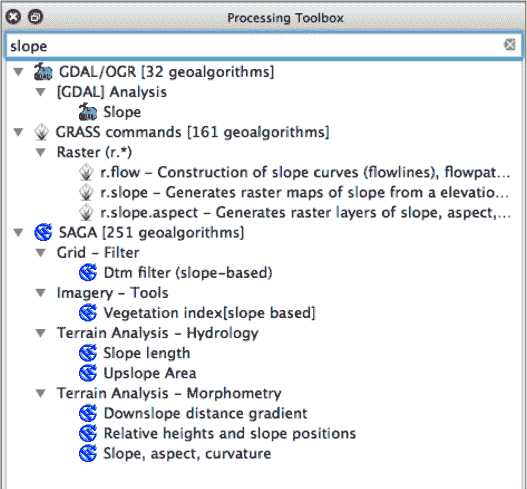 Processing Toolbox
slope
GDAL/OGR [32 geoalgorithms]
[GDAL] Analysis
Slope
GRASS commands [161 geoalgorithms]
Raster (r.*)
r.flow – Construction of slope curves (flowlines), flowpat...
r.slope – Generates raster maps of slope from a elevatio...
r.slope.aspect – Generates raster layers of slope, aspect,...
SAGA [251 geoalgorithms]
Grid – Filter
Dtm filter (slope-based)
Imagery – Tools
Vegetation index[slope based]
Terrain Analysis – Hydrology
Slope length
Upslope Area
Terrain Analysis – Morphometry
Downslope distance gradient
Relative heights and slope positions
Slope, aspect, curvature